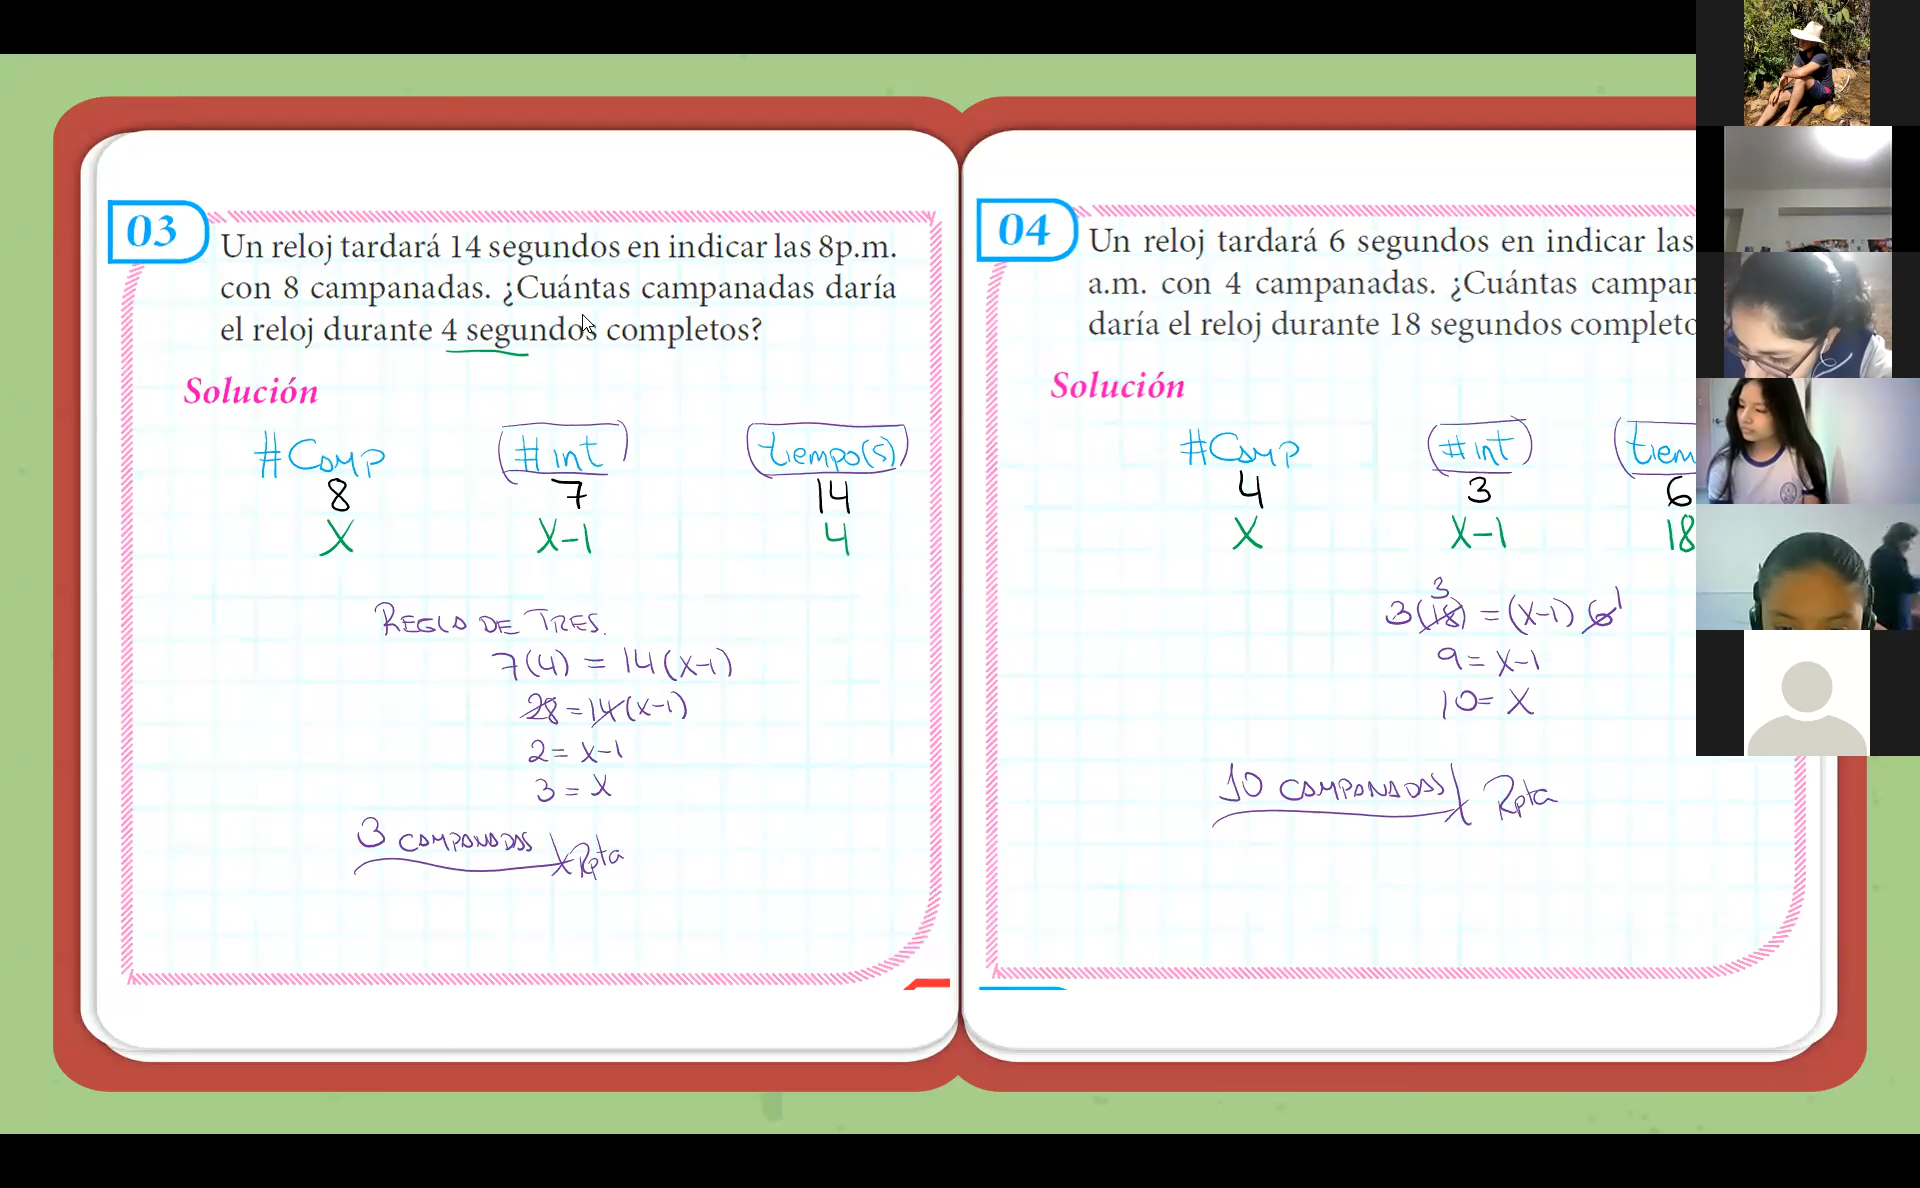 03
Un reloj tardará 14 segundos en indicar las 8p.m.
con 8 campanadas. ¿Cuántas campanadas daría
el reloj durante 4 segundos completos?
Solución
#Comp #int tiempo(s)
8 7 14
X X-1 4
REGLA DE TRES.
7(4) = 14(x-1)
28 = 14(x-1)
2 = x-1
3 = X
3 CAMPANADAS Rpta
04
Un reloj tardará 6 segundos en indicar las
a.m. con 4 campanadas. ¿Cuántas campan
daría el reloj durante 18 segundos completo
Solución
#Comp #int tiem
4 3 6
X X-1 18
3
3(18) = (x-1) 6 1
9 = x-1
10 = X
10 CAMPANADAS Rpta